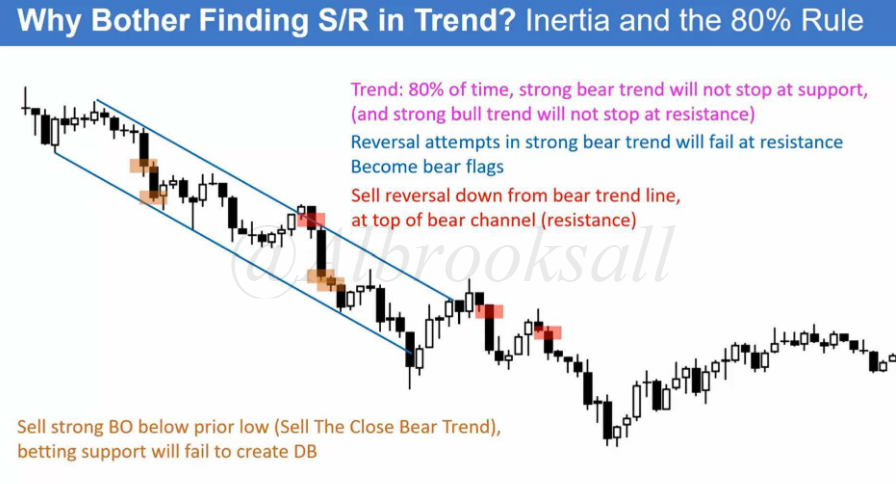 Why Bother Finding S/R in Trend? Inertia and the 80% Rule
Trend: 80% of time, strong bear trend will not stop at support,
(and strong bull trend will not stop at resistance)
Reversal attempts in strong bear trend will fail at resistance
Become bear flags
Sell reversal down from bear trend line,
at top of bear channel (resistance)
@Albrooksall
Sell strong BO below prior low (Sell The Close Bear Trend),
betting support will fail to create DB